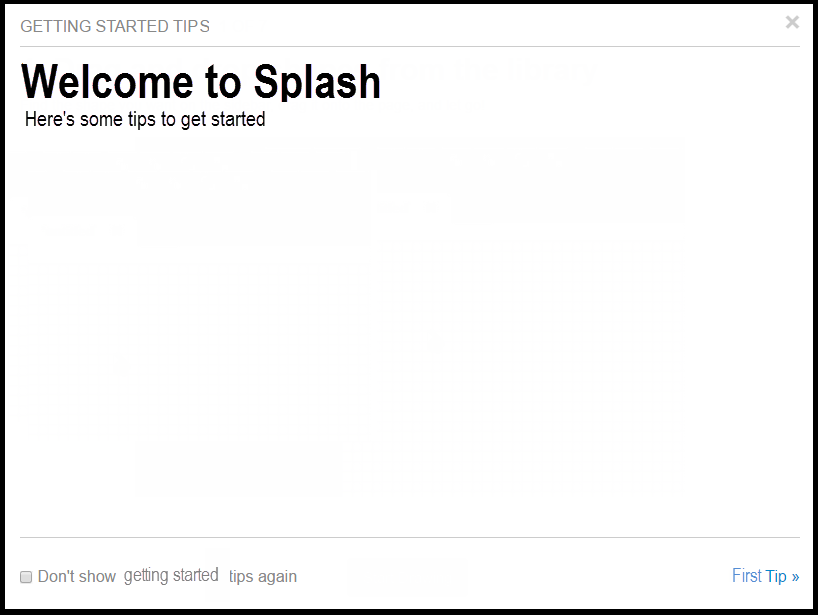 GETTING STARTED TIPS ×
Welcome to Splash
Here's some tips to get started
Don't show getting started tips again
First Tip »